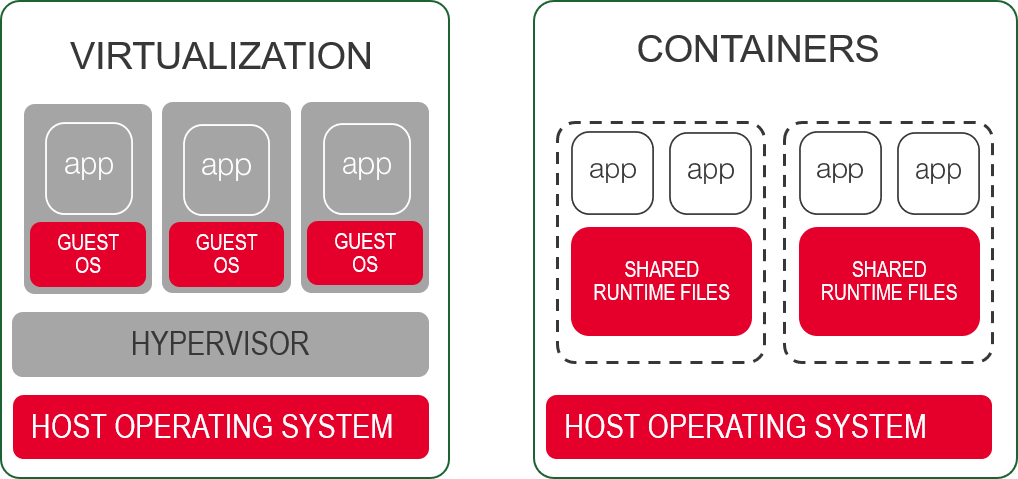 VIRTUALIZATION
app
app
app
GUEST
OS
GUEST
OS
GUEST
OS
HYPERVISOR
HOST OPERATING SYSTEM
CONTAINERS
app
app
app
app
SHARED
RUNTIME FILES
SHARED
RUNTIME FILES
HOST OPERATING SYSTEM